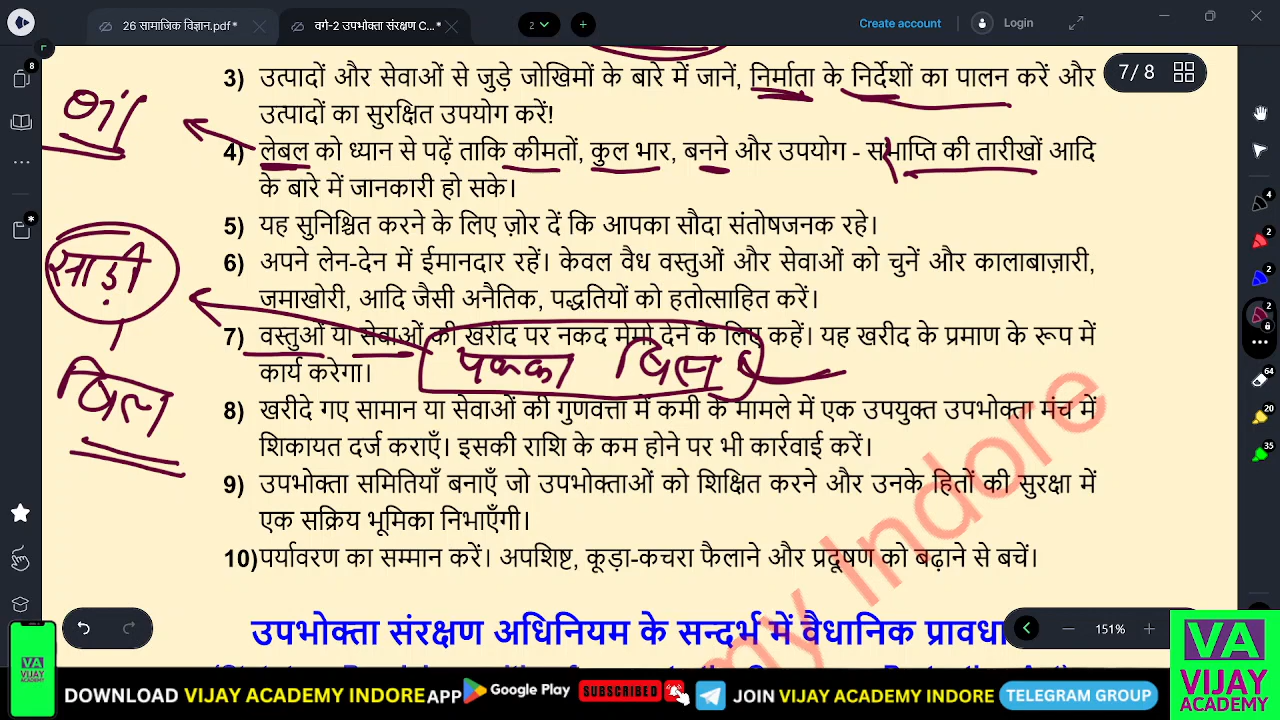 26 सामाजिक विज्ञान.pdf*
वर्ग-2 उपभोक्ता संरक्षण C...*
2
Create account
Login
7/8
3) उत्पादों और सेवाओं से जुड़े जोखिमों के बारे में जानें, निर्माता के निर्देशों का पालन करें और
उत्पादों का सुरक्षित उपयोग करें!
4) लेबल को ध्यान से पढ़ें ताकि कीमतों, कुल भार, बनने और उपयोग - समाप्ति की तारीखों आदि
के बारे में जानकारी हो सके।
5) यह सुनिश्चित करने के लिए ज़ोर दें कि आपका सौदा संतोषजनक रहे।
6) अपने लेन-देन में ईमानदार रहें। केवल वैध वस्तुओं और सेवाओं को चुनें और कालाबाज़ारी,
साड़ी
जमाखोरी, आदि जैसी अनैतिक, पद्धतियों को हतोत्साहित करें।
7) वस्तुओं या सेवाओं की खरीद पर नकद मेमो देने के लिए कहें। यह खरीद के प्रमाण के रूप में
कार्य करेगा।
पक्का बिल
बिल
8) खरीदे गए सामान या सेवाओं की गुणवत्ता में कमी के मामले में एक उपयुक्त उपभोक्ता मंच में
शिकायत दर्ज कराएँ। इसकी राशि के कम होने पर भी कार्रवाई करें।
9) उपभोक्ता समितियाँ बनाएँ जो उपभोक्ताओं को शिक्षित करने और उनके हितों की सुरक्षा में
एक सक्रिय भूमिका निभाएँगी।
10) पर्यावरण का सम्मान करें। अपशिष्ट, कूड़ा-कचरा फैलाने और प्रदूषण को बढ़ाने से बचें।
my Indore
उपभोक्ता संरक्षण अधिनियम के सन्दर्भ में वैधानिक प्रावधा
151%
VA
VIJAY
ACADEMY
DOWNLOAD VIJAY ACADEMY INDORE APP
Google Play
SUBSCRIBED
JOIN VIJAY ACADEMY INDORE
TELEGRAM GROUP
VA
VIJAY
ACADEMY